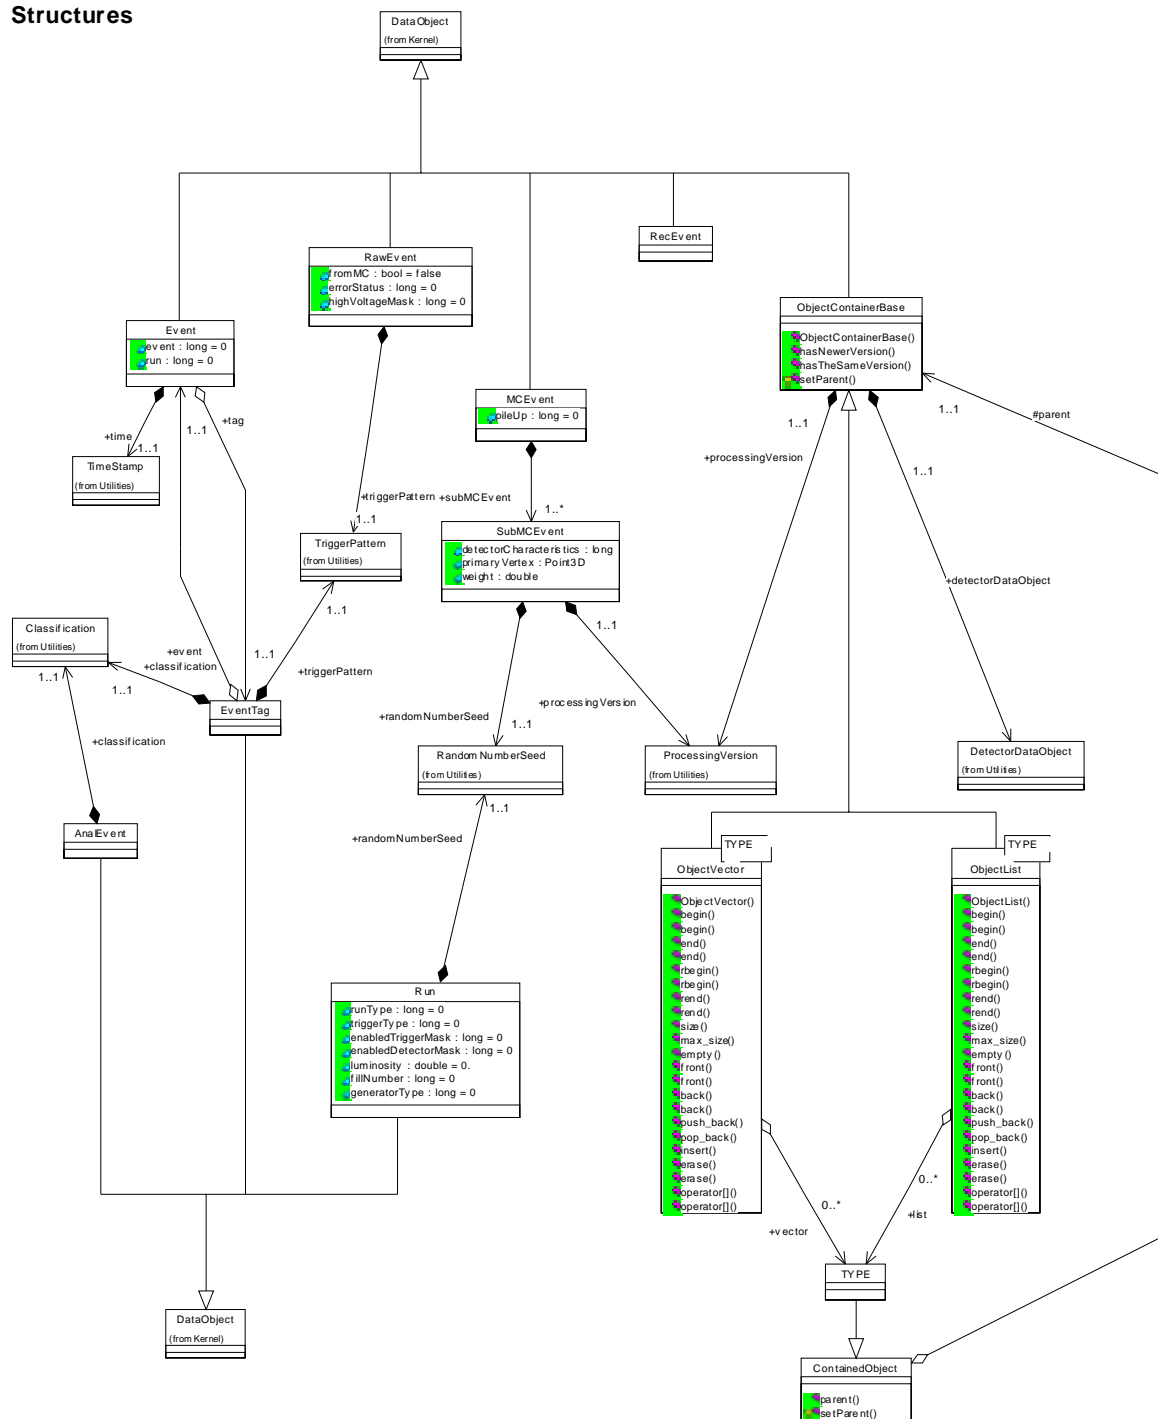 Structures
DataObject
(from Kernel)
RecEvent
RawEvent
fromMC : bool = false
errorStatus : long = 0
highVoltageMask : long = 0
ObjectContainerBase
ObjectContainerBase()
hasNewerVersion()
hasTheSameVersion()
setParent()
Event
event : long = 0
run : long = 0
MCEvent
pileUp : long = 0
1..1
+tag
1..1
1..1
#parent
+time
1..1
+processingVersion
1..1
TimeStamp
(from Utilities)
+triggerPattern
+subMCEvent
1..1
1..*
TriggerPattern
(from Utilities)
SubMCEvent
detectorCharacteristics : long
primaryVertex : Point3D
weight : double
+detectorDataObject
1..1
1..1
Classification
(from Utilities)
+event
1..1
+classification
+triggerPattern
1..1
1..1
EventTag
+processingVersion
+randomNumberSeed
1..1
+classification
RandomNumberSeed
(from Utilities)
ProcessingVersion
(from Utilities)
DetectorDataObject
(from Utilities)
1..1
AnalEvent
+randomNumberSeed
TYPE
ObjectVector
ObjectVector()
begin()
begin()
end()
end()
rbegin()
rbegin()
rend()
rend()
size()
max_size()
empty()
front()
front()
back()
back()
push_back()
pop_back()
insert()
erase()
erase()
operator[]()
operator[]()
TYPE
ObjectList
ObjectList()
begin()
begin()
end()
end()
rbegin()
rbegin()
rend()
rend()
size()
max_size()
empty()
front()
front()
back()
back()
push_back()
pop_back()
insert()
erase()
erase()
operator[]()
operator[]()
Run
runType : long = 0
triggerType : long = 0
enabledTriggerMask : long = 0
enabledDetectorMask : long = 0
luminosity : double = 0.
fillNumber : long = 0
generatorType : long = 0
0..*
0..*
+vector
+list
TYPE
DataObject
(from Kernel)
ContainedObject
parent()
setParent()